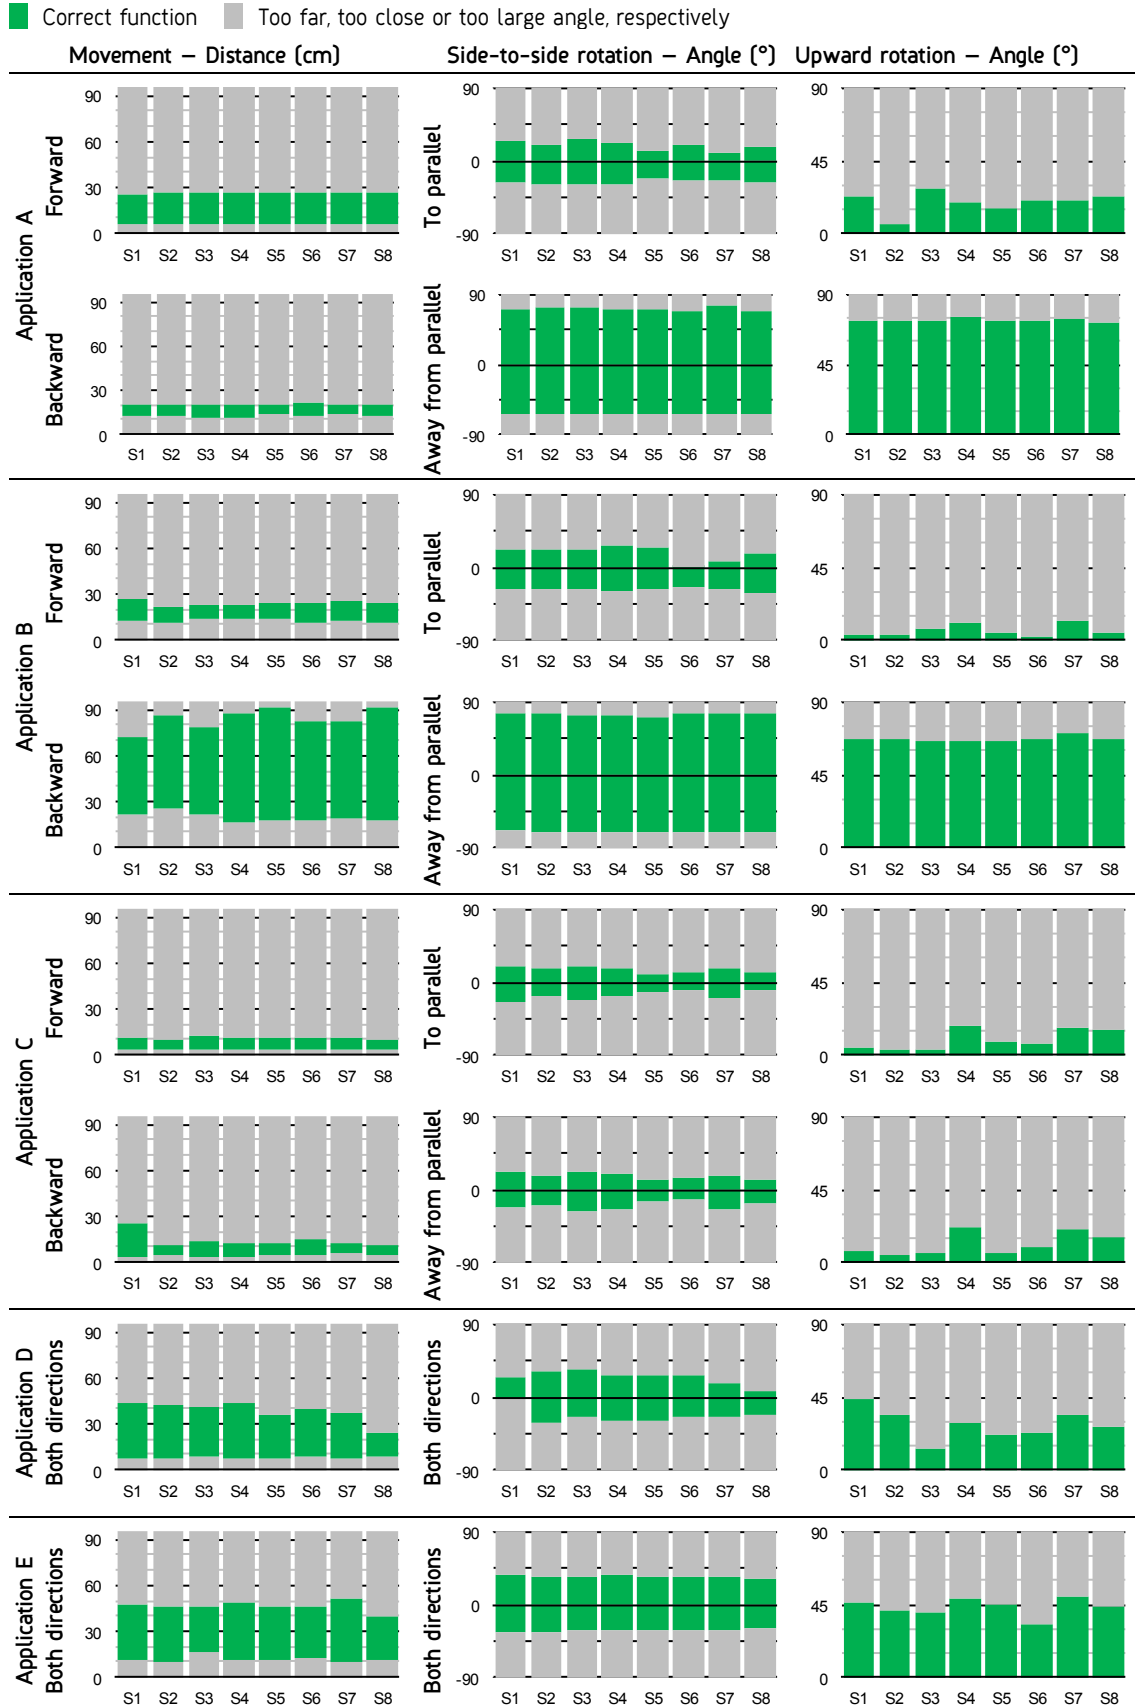 Correct function Too far, too close or too large angle, respectively
Movement – Distance (cm) Side-to-side rotation – Angle (°) Upward rotation – Angle (°)
Application A
Forward
90
60
30
0
S1 S2 S3 S4 S5 S6 S7 S8
To parallel
90
0
-90
S1 S2 S3 S4 S5 S6 S7 S8
90
45
0
S1 S2 S3 S4 S5 S6 S7 S8
Backward
90
60
30
0
S1 S2 S3 S4 S5 S6 S7 S8
Away from parallel
90
0
-90
S1 S2 S3 S4 S5 S6 S7 S8
90
45
0
S1 S2 S3 S4 S5 S6 S7 S8
Application B
Forward
90
60
30
0
S1 S2 S3 S4 S5 S6 S7 S8
To parallel
90
0
-90
S1 S2 S3 S4 S5 S6 S7 S8
90
45
0
S1 S2 S3 S4 S5 S6 S7 S8
Backward
90
60
30
0
S1 S2 S3 S4 S5 S6 S7 S8
Away from parallel
90
0
-90
S1 S2 S3 S4 S5 S6 S7 S8
90
45
0
S1 S2 S3 S4 S5 S6 S7 S8
Application C
Forward
90
60
30
0
S1 S2 S3 S4 S5 S6 S7 S8
To parallel
90
0
-90
S1 S2 S3 S4 S5 S6 S7 S8
90
45
0
S1 S2 S3 S4 S5 S6 S7 S8
Backward
90
60
30
0
S1 S2 S3 S4 S5 S6 S7 S8
Away from parallel
90
0
-90
S1 S2 S3 S4 S5 S6 S7 S8
90
45
0
S1 S2 S3 S4 S5 S6 S7 S8
Application D
Both directions
90
60
30
0
S1 S2 S3 S4 S5 S6 S7 S8
Both directions
90
0
-90
S1 S2 S3 S4 S5 S6 S7 S8
90
45
0
S1 S2 S3 S4 S5 S6 S7 S8
Application E
Both directions
90
60
30
0
S1 S2 S3 S4 S5 S6 S7 S8
Both directions
90
0
-90
S1 S2 S3 S4 S5 S6 S7 S8
90
45
0
S1 S2 S3 S4 S5 S6 S7 S8